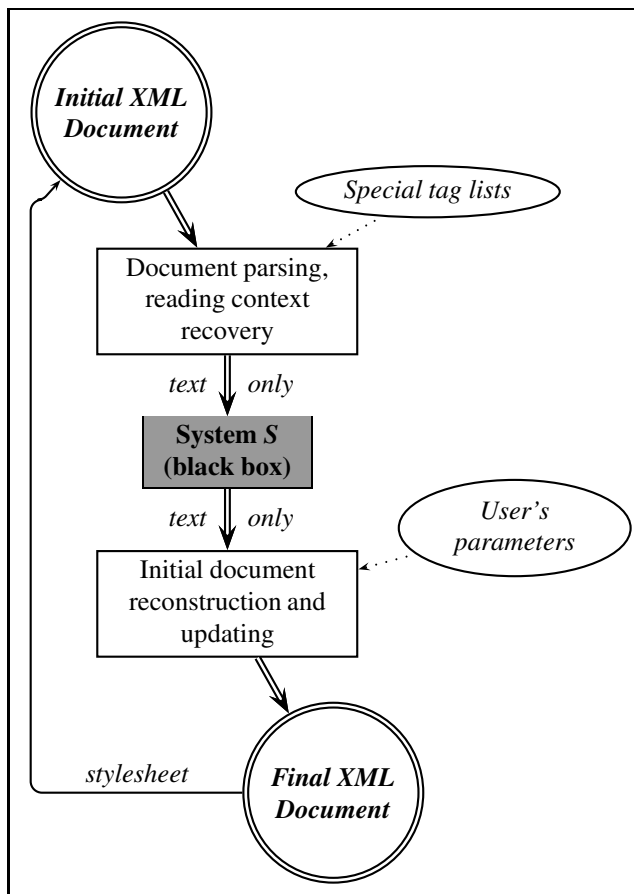 Initial XML
Document
Special tag lists
Document parsing,
reading context
recovery
text only
System S
(black box)
text only
User's
parameters
Initial document
reconstruction and
updating
stylesheet
Final XML
Document